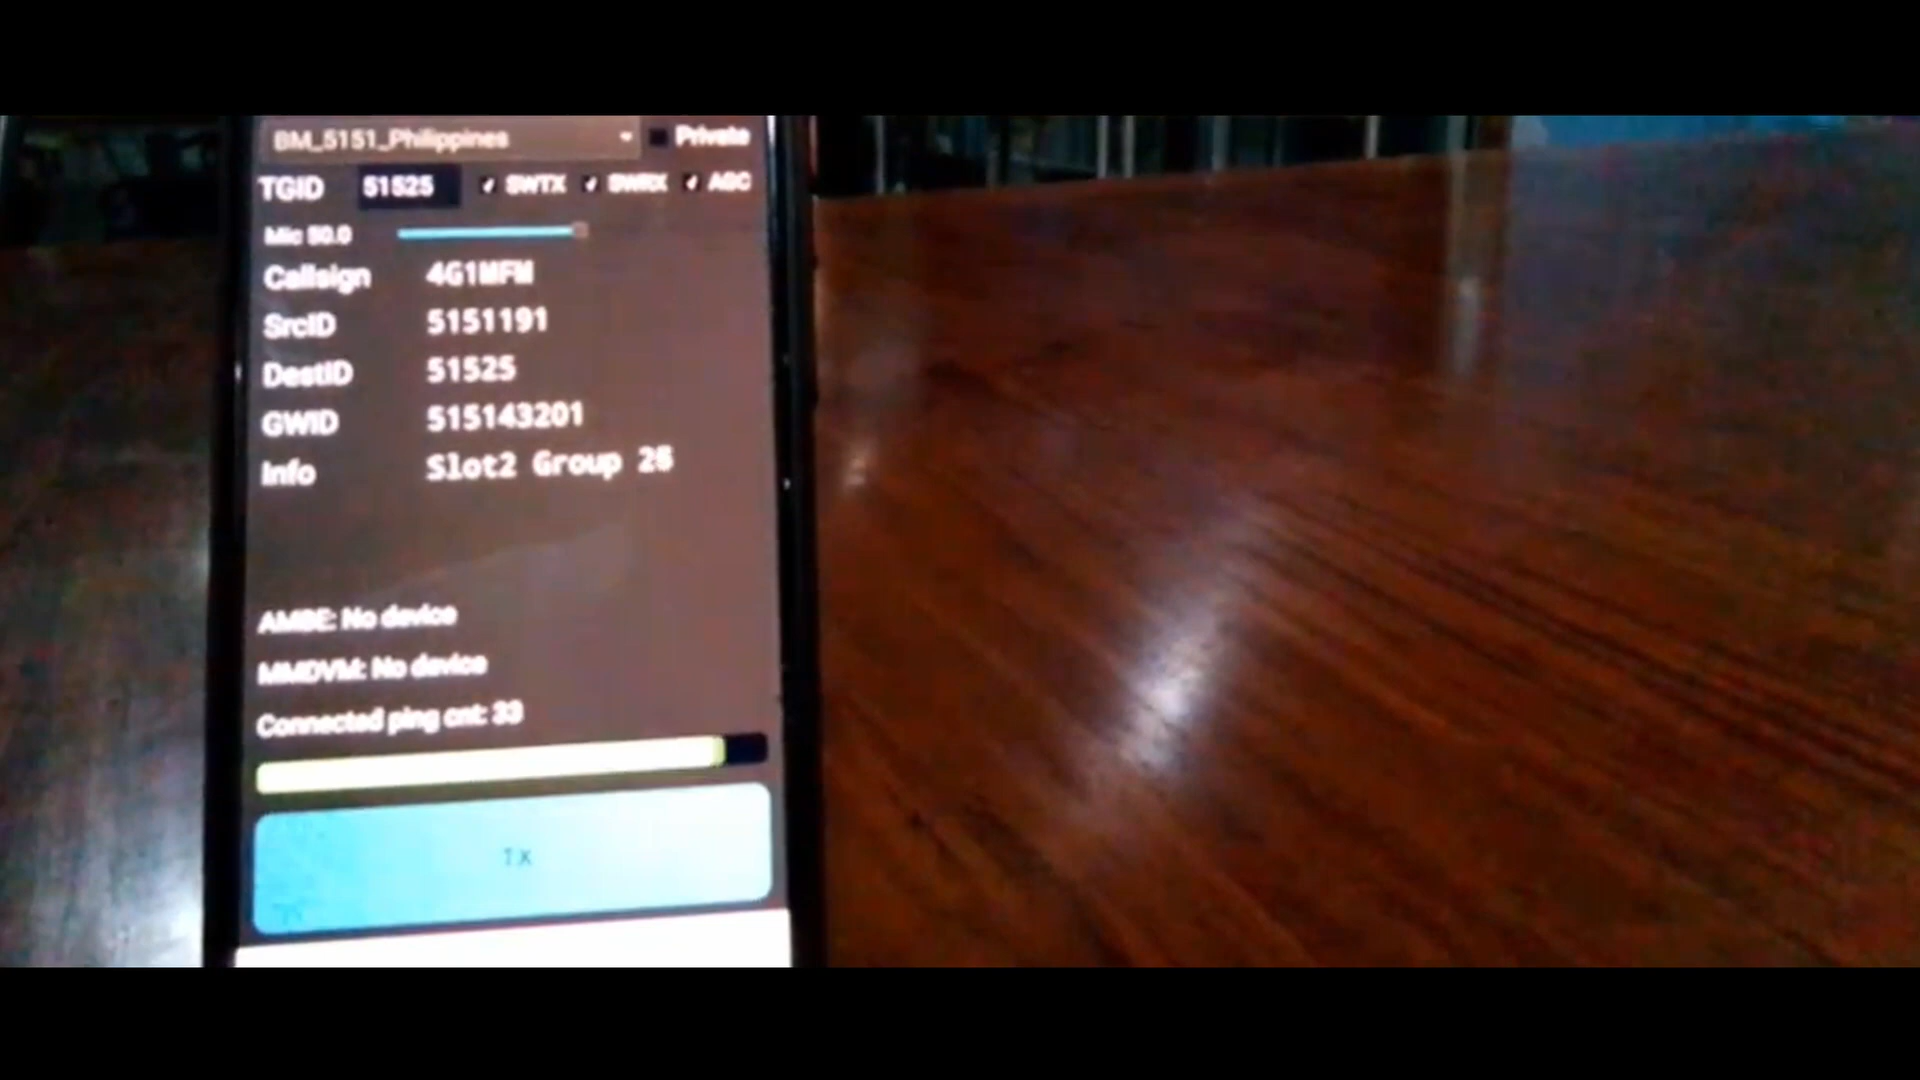 BM_5151_Philippines Private
TGID 51525 SWTX SWRX AGC
Mic 50.0
Callsign 4G1MFM
SrcID 5151191
DestID 51525
GWID 515143201
Info Slot2 Group 26
AMBE: No device
MMDVM: No device
Connected ping cnt: 33
TX